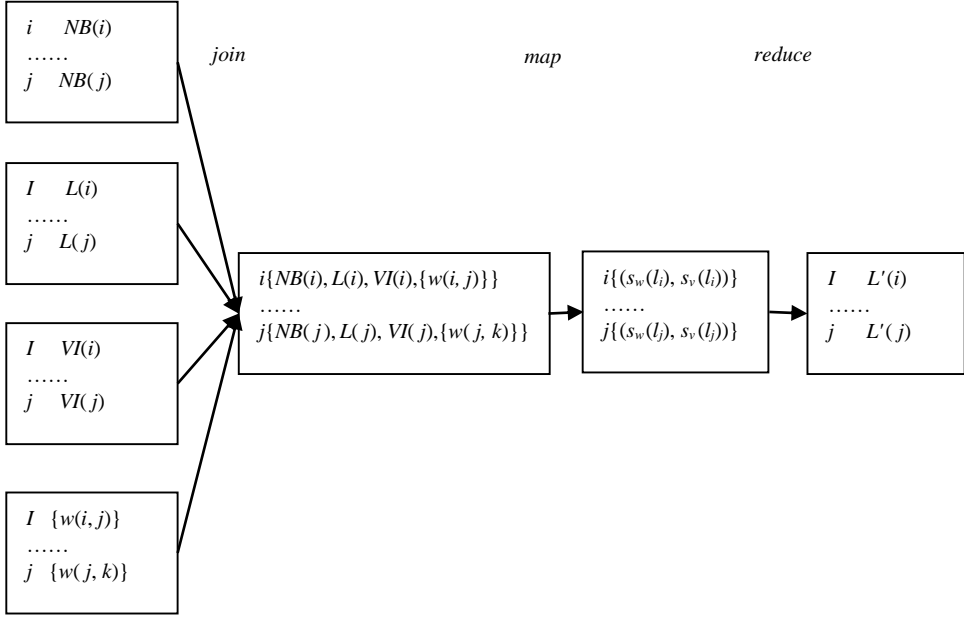 i NB(i)
……
j NB(j)
join
map
reduce
I L(i)
……
j L(j)
I VI(i)
……
j VI(j)
I {w(i, j)}
……
j {w(j, k)}
i{NB(i), L(i), VI(i),{w(i, j)}}
……
j{NB(j), L(j), VI(j),{w(j, k)}}
i{(s_w(l_i), s_v(l_i))}
……
j{(s_w(l_j), s_v(l_j))}
I L′(i)
……
j L′(j)